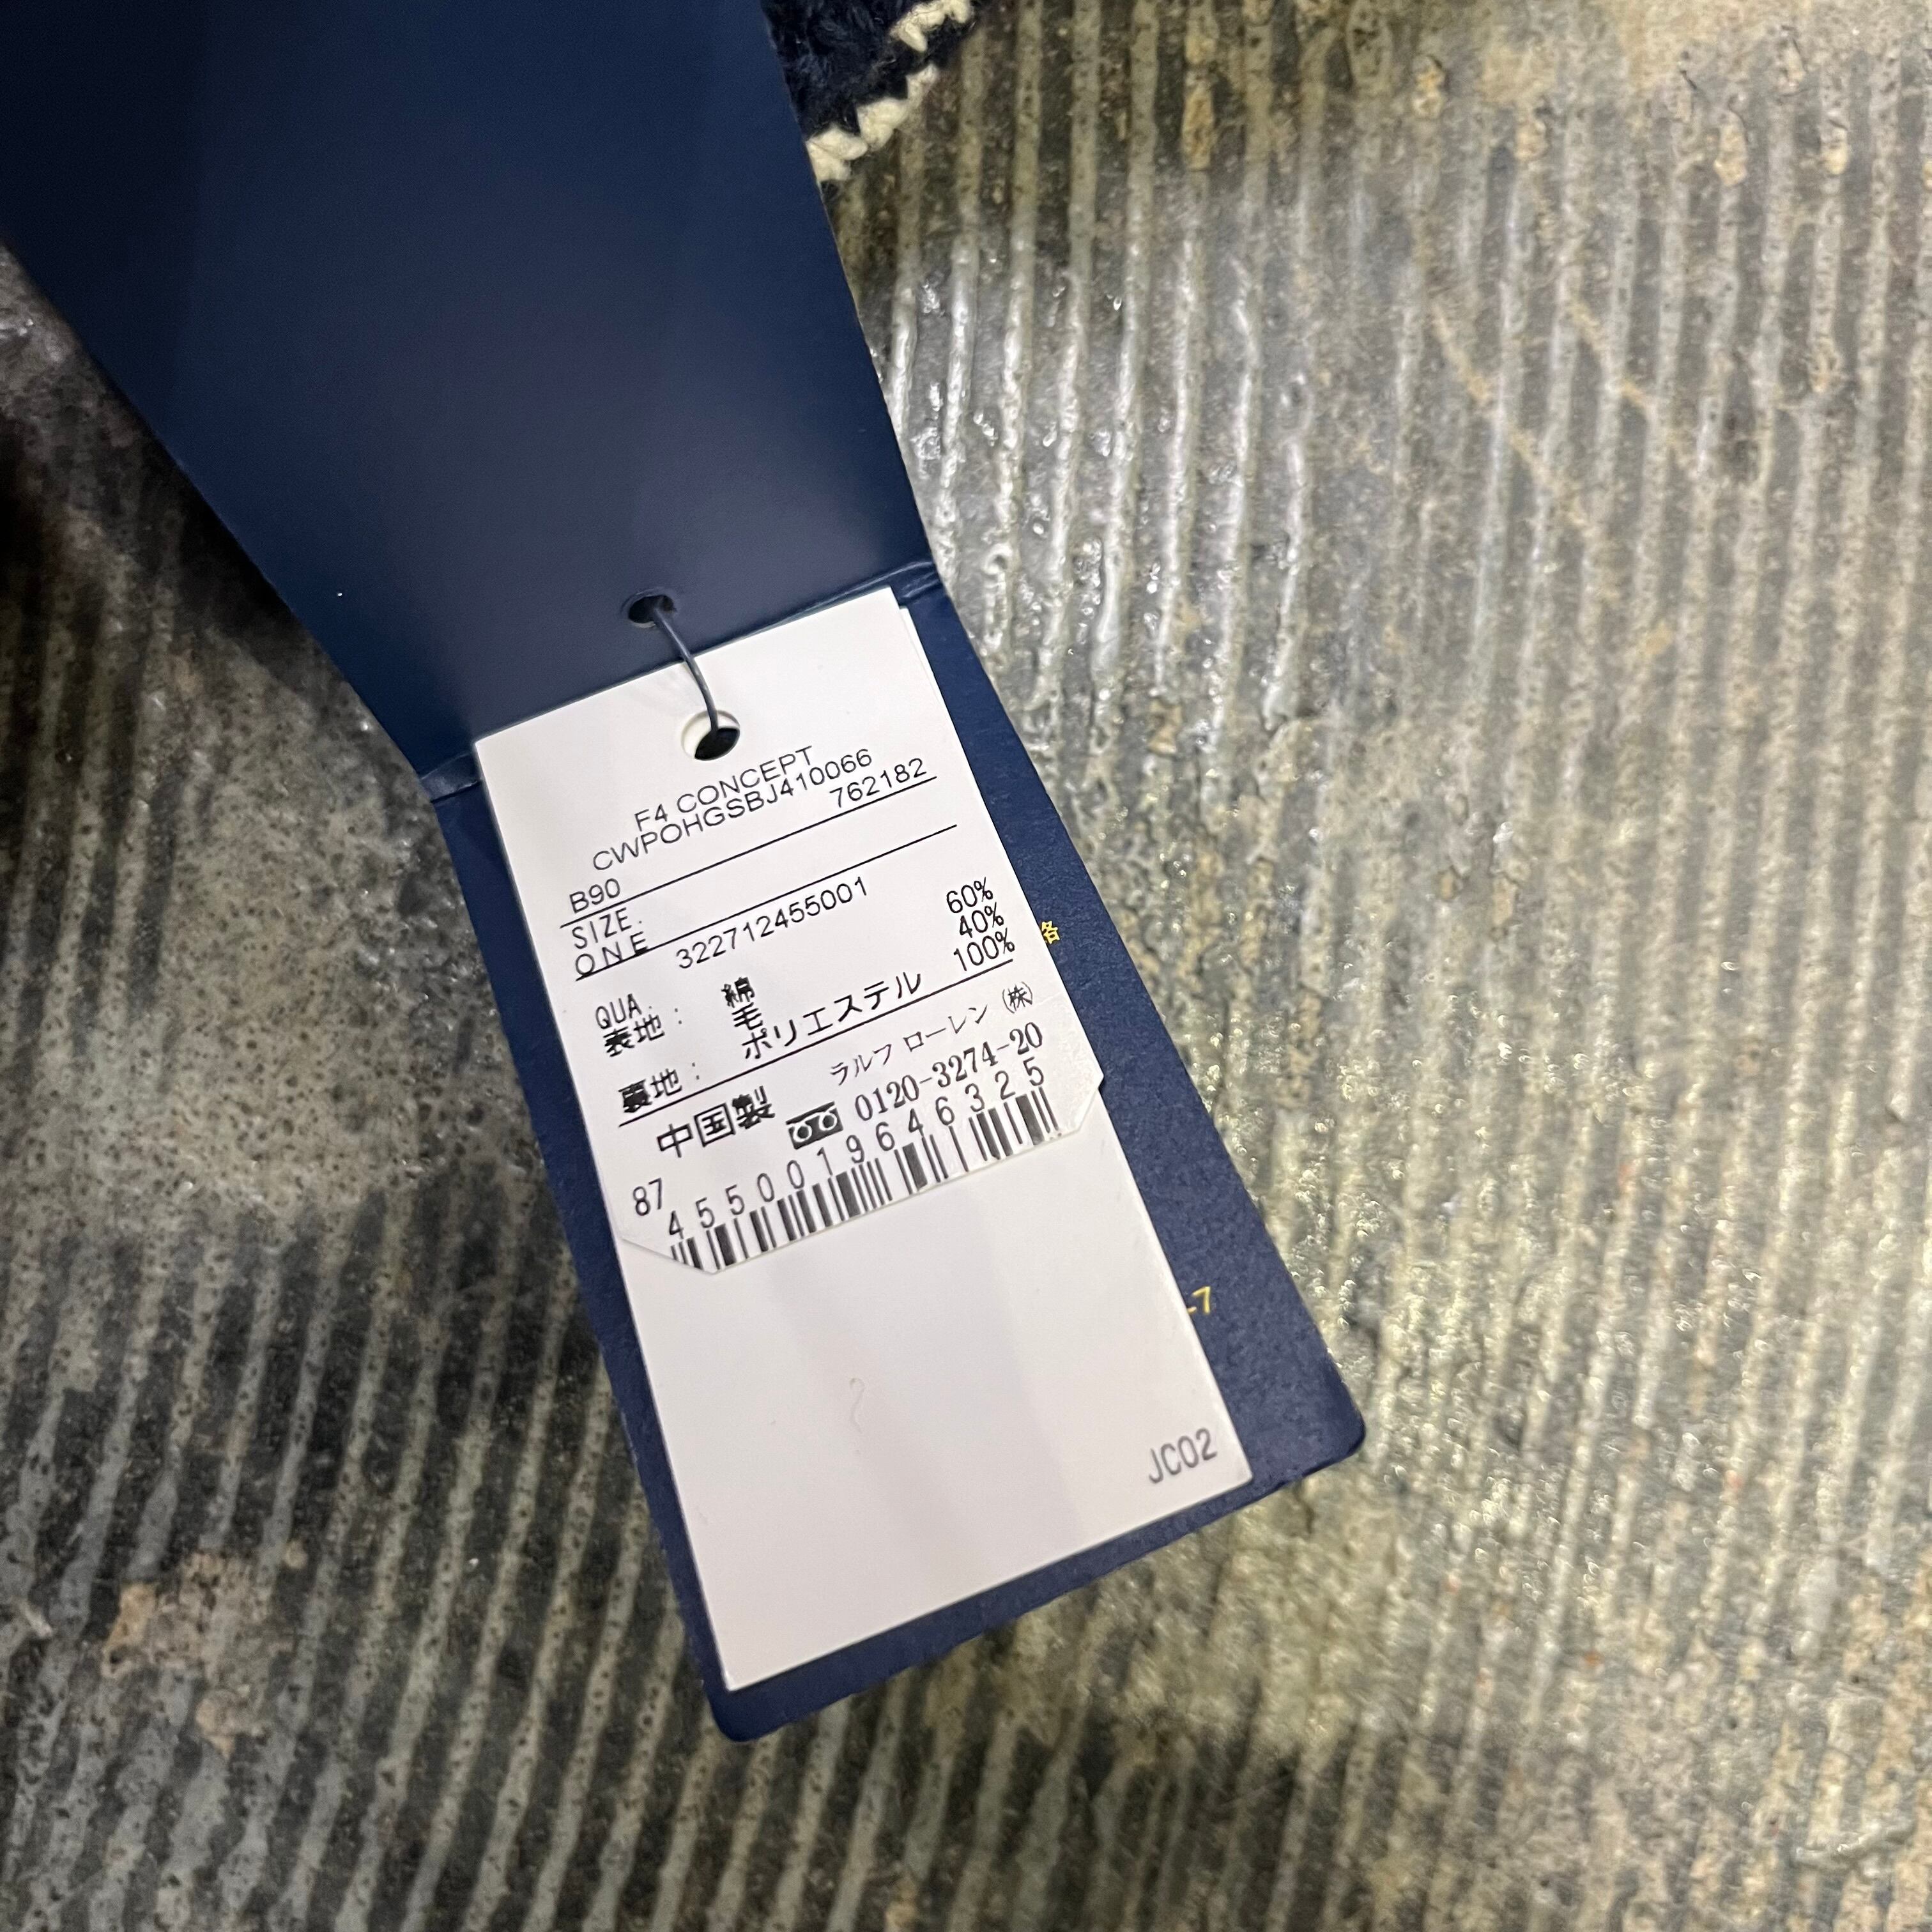 F4 CONCEPT
CWPOHGSBJ410066
B90 762182
SIZE.
ONE 322712455001
QUA. 綿 60%
表地: 毛 40%
裏地: ポリエステル 100%
ラルフ ローレン (株)
中国製 0120-3274-20
87 4550019646325
格
-7
JC02